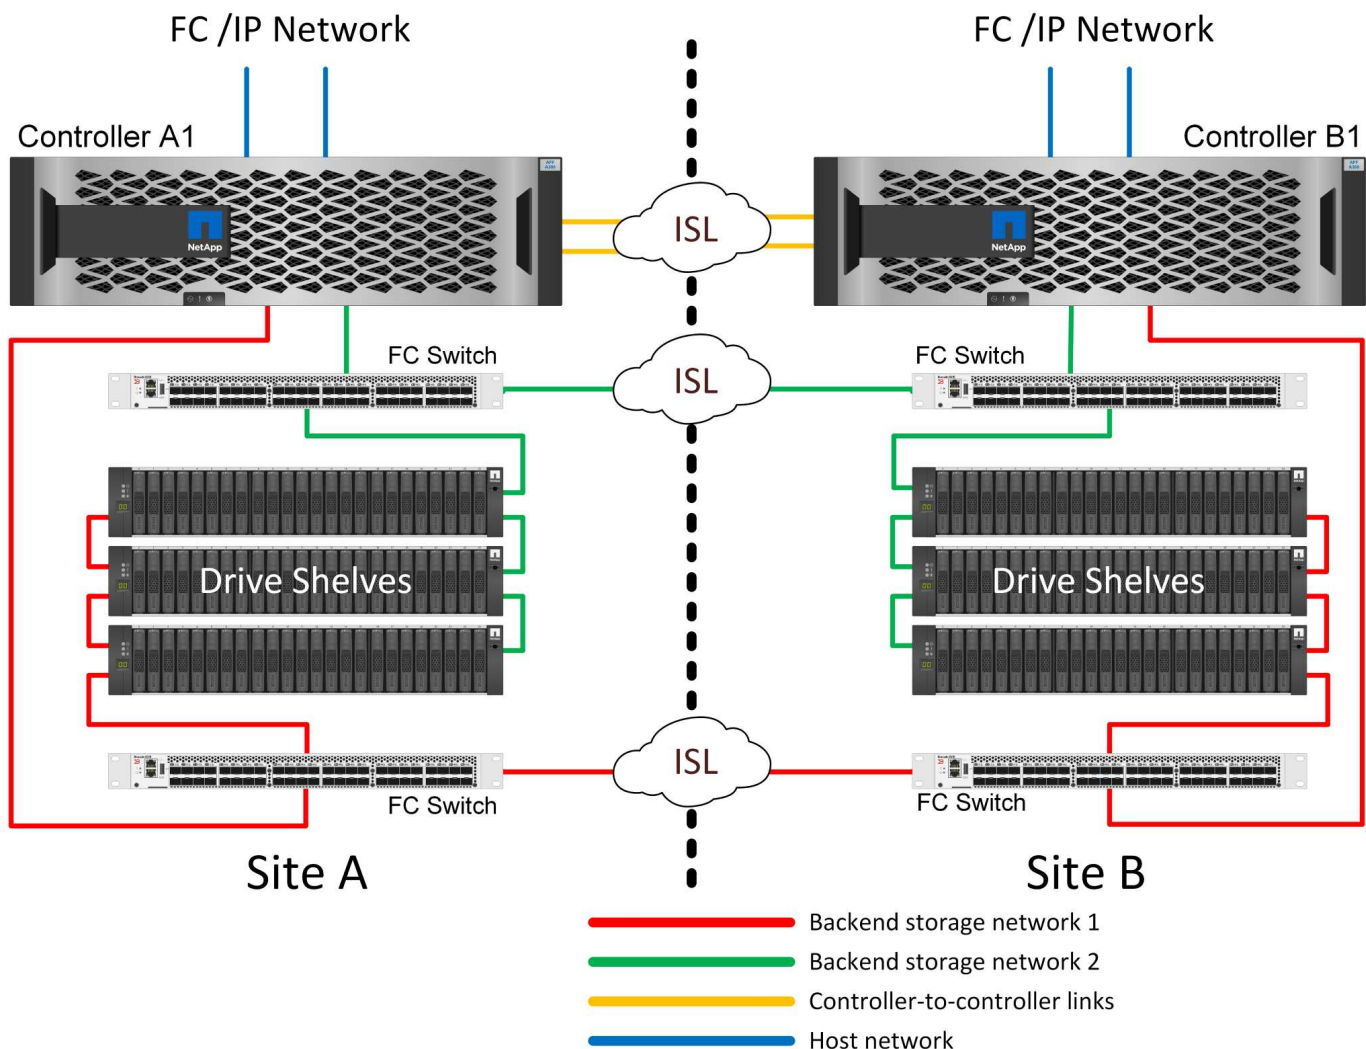 FC /IP Network
FC /IP Network
Controller A1
Controller B1
NetApp
ISL
NetApp
FC Switch
ISL
FC Switch
Drive Shelves
Drive Shelves
ISL
FC Switch
FC Switch
Site A
Site B
Backend storage network 1
Backend storage network 2
Controller-to-controller links
Host network